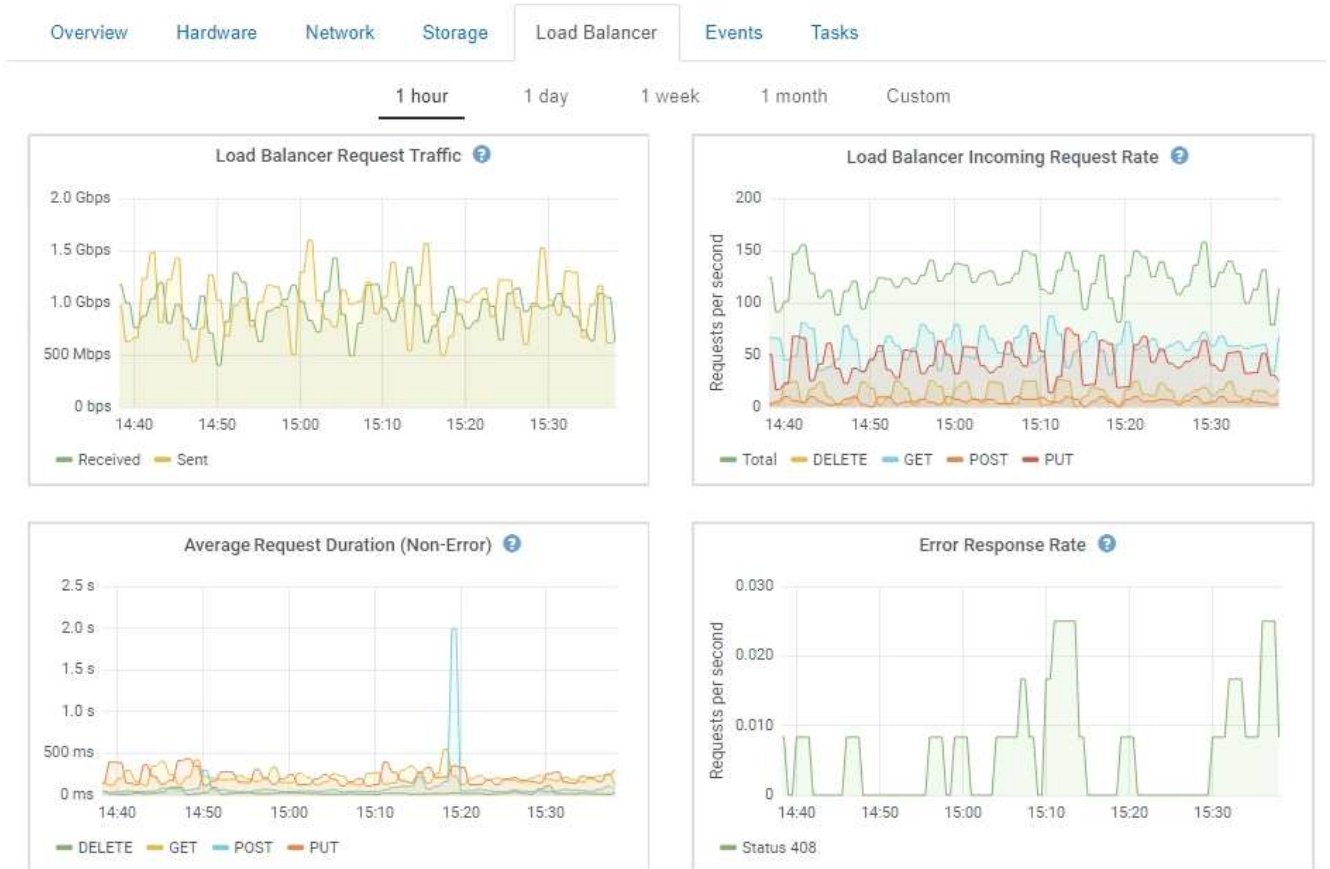 Overview Hardware Network Storage Load Balancer Events Tasks
1 hour 1 day 1 week 1 month Custom
Load Balancer Request Traffic ?
2.0 Gbps
1.5 Gbps
1.0 Gbps
500 Mbps
0 bps
14:40 14:50 15:00 15:10 15:20 15:30
Received Sent
Load Balancer Incoming Request Rate ?
Requests per second
200
150
100
50
0
14:40 14:50 15:00 15:10 15:20 15:30
Total DELETE GET POST PUT
Average Request Duration (Non-Error) ?
2.5 s
2.0 s
1.5 s
1.0 s
500 ms
0 ms
14:40 14:50 15:00 15:10 15:20 15:30
DELETE GET POST PUT
Error Response Rate ?
Requests per second
0.030
0.020
0.010
0
14:40 14:50 15:00 15:10 15:20 15:30
Status 408